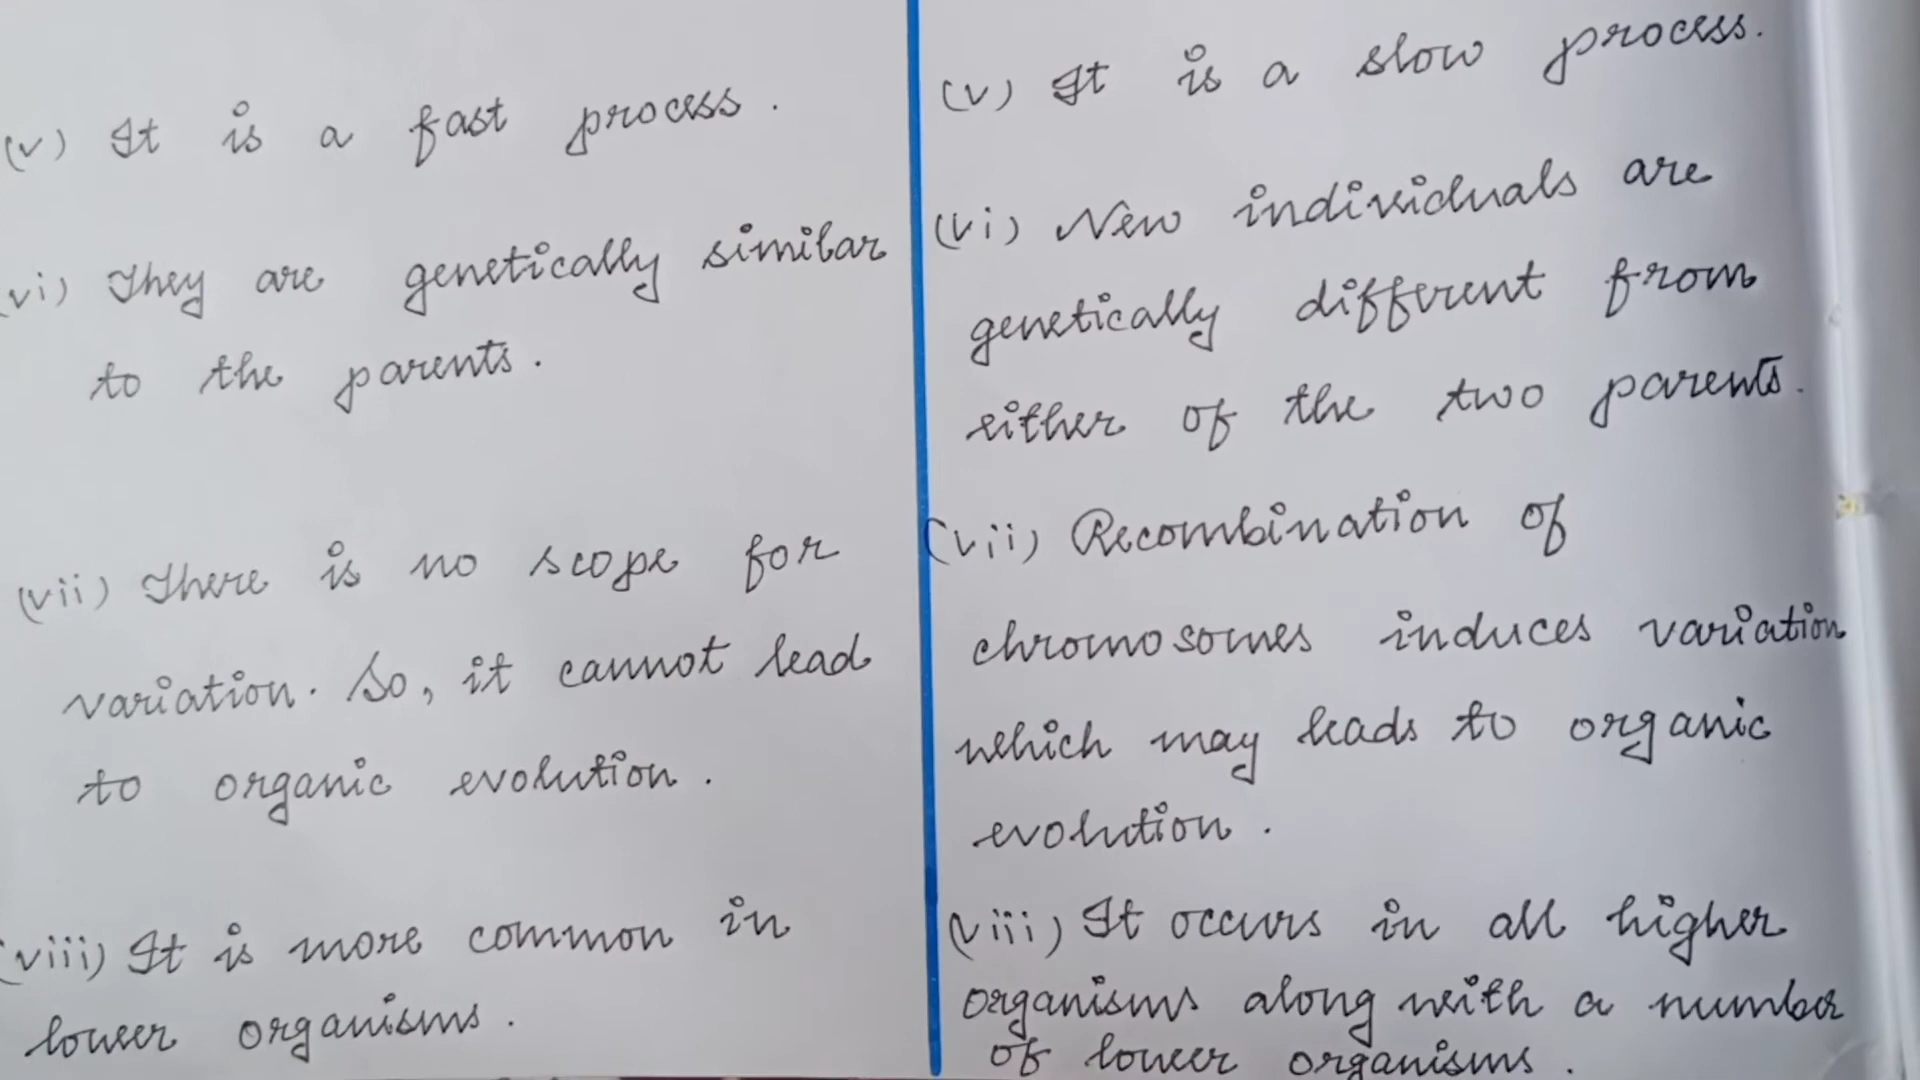 (v) It is a fast process.
(vi) They are genetically similar
to the parents.
(vii) There is no scope for
variation. So, it cannot lead
to organic evolution.
(viii) It is more common in
lower organisms.
(v) It is a slow process.
(vi) New individuals are
genetically different from
either of the two parents.
(vii) Recombination of
chromosomes induces variation
which may leads to organic
evolution.
(viii) It occurs in all higher
organisms along with a number
of lower organisms.